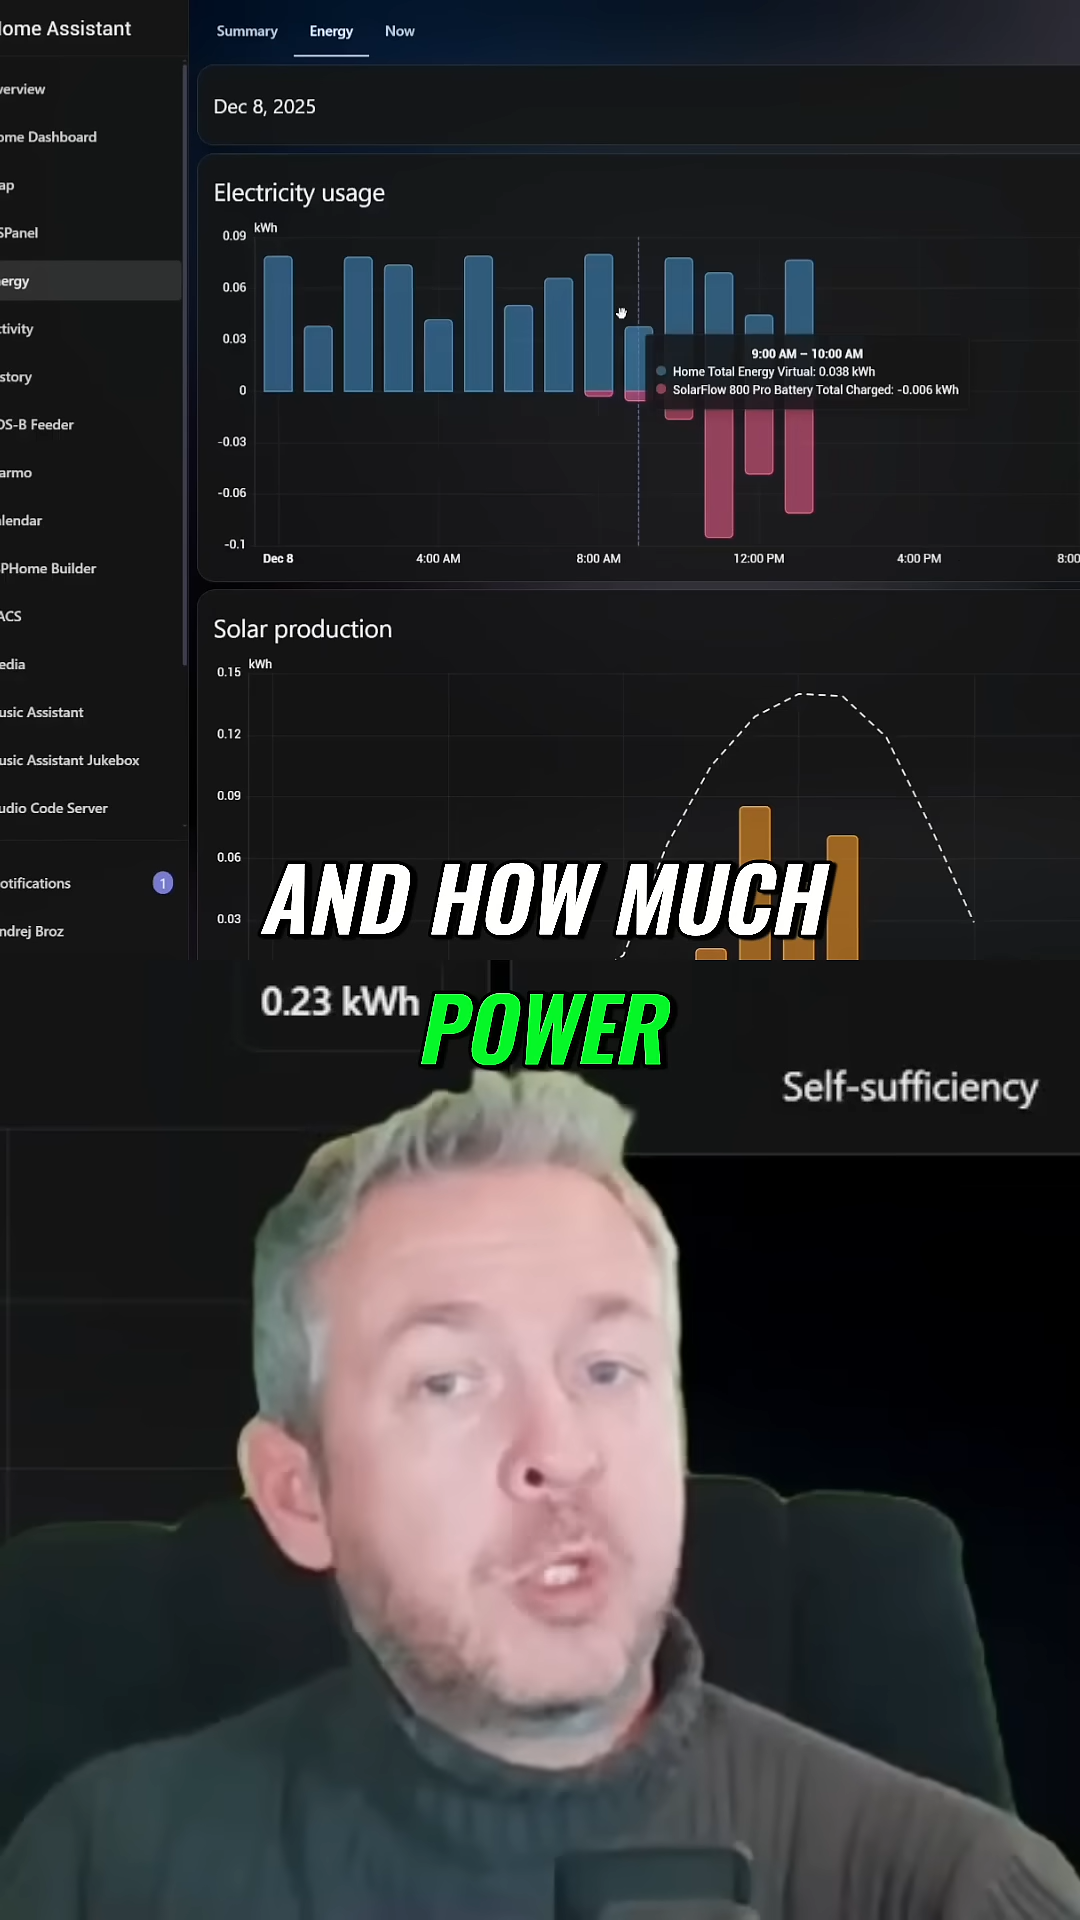 ome Assistant
Summary
Energy
Now
verview
ome Dashboard
ap
SPanel
ergy
tivity
story
DS-B Feeder
armo
lendar
PHome Builder
ACS
edia
usic Assistant
usic Assistant Jukebox
udio Code Server
otifications
1
ndrej Broz
Dec 8, 2025
Electricity usage
kWh
0.09
0.06
0.03
0
-0.03
-0.06
-0.1
9:00 AM – 10:00 AM
Home Total Energy Virtual: 0.038 kWh
SolarFlow 800 Pro Battery Total Charged: -0.006 kWh
Dec 8
4:00 AM
8:00 AM
12:00 PM
4:00 PM
8:00
Solar production
kWh
0.15
0.12
0.09
0.06
0.03
AND HOW MUCH
POWER
0.23 kWh
Self-sufficiency